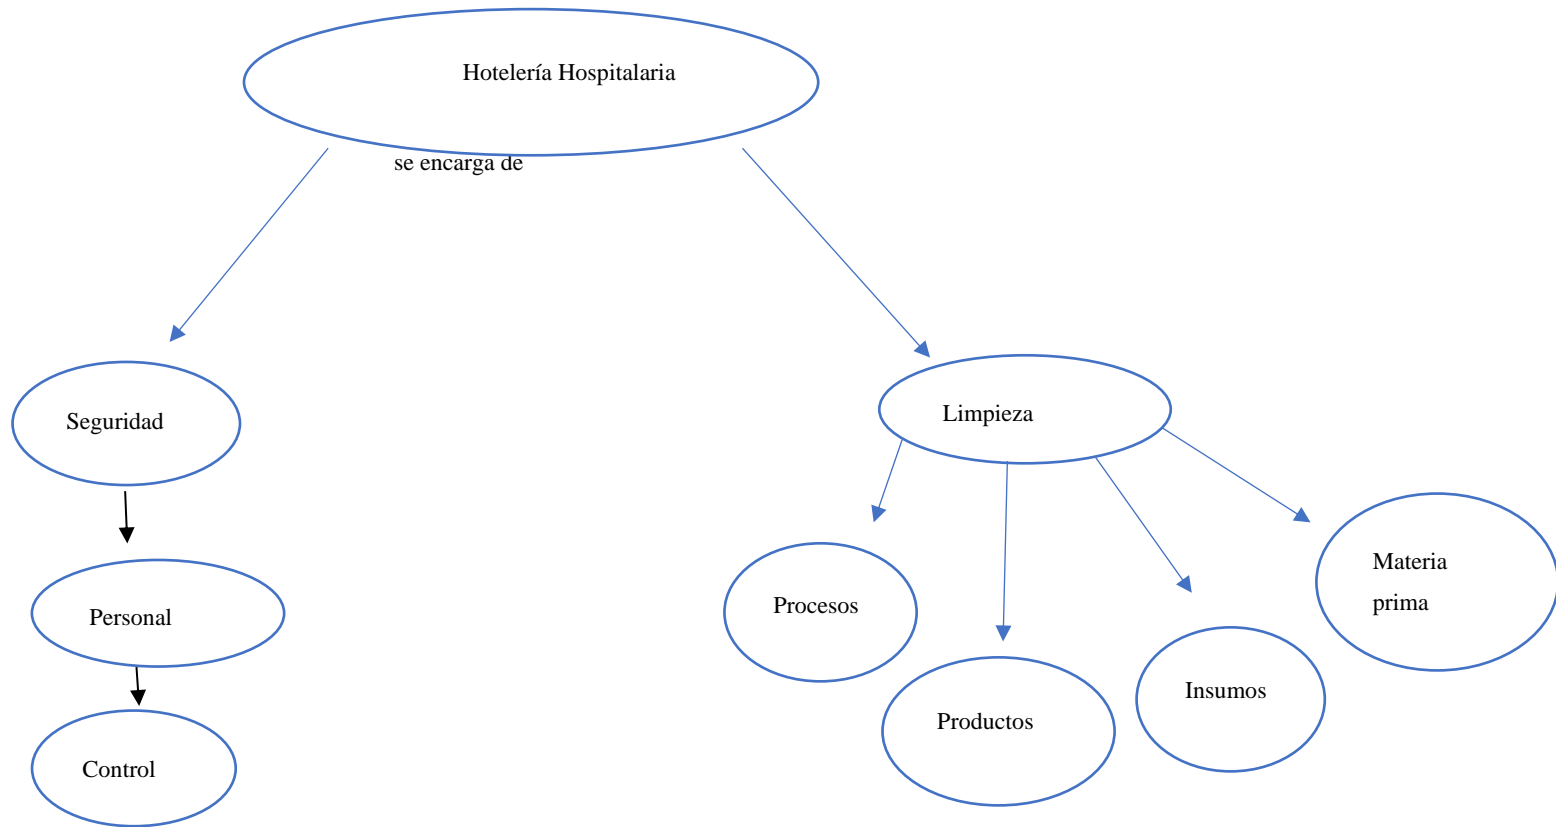 Hotelería Hospitalaria
se encarga de
Seguridad
Limpieza
Personal
Control
Procesos
Productos
Insumos
Materia
prima